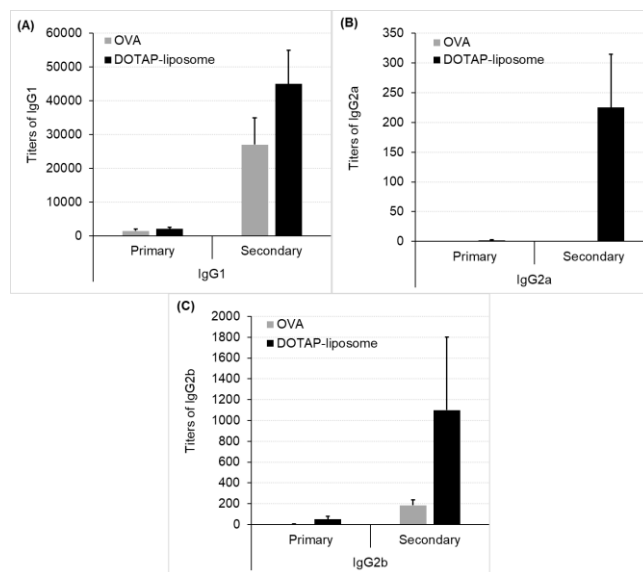 (A)
Titers of IgG1
60000
50000
40000
30000
20000
10000
0
OVA
DOTAP-liposome
Primary
Secondary
IgG1
(B)
Titers of IgG2a
350
300
250
200
150
100
50
0
OVA
DOTAP-liposome
Primary
Secondary
IgG2a
(C)
Titers of IgG2b
2000
1800
1600
1400
1200
1000
800
600
400
200
0
OVA
DOTAP-liposome
Primary
Secondary
IgG2b